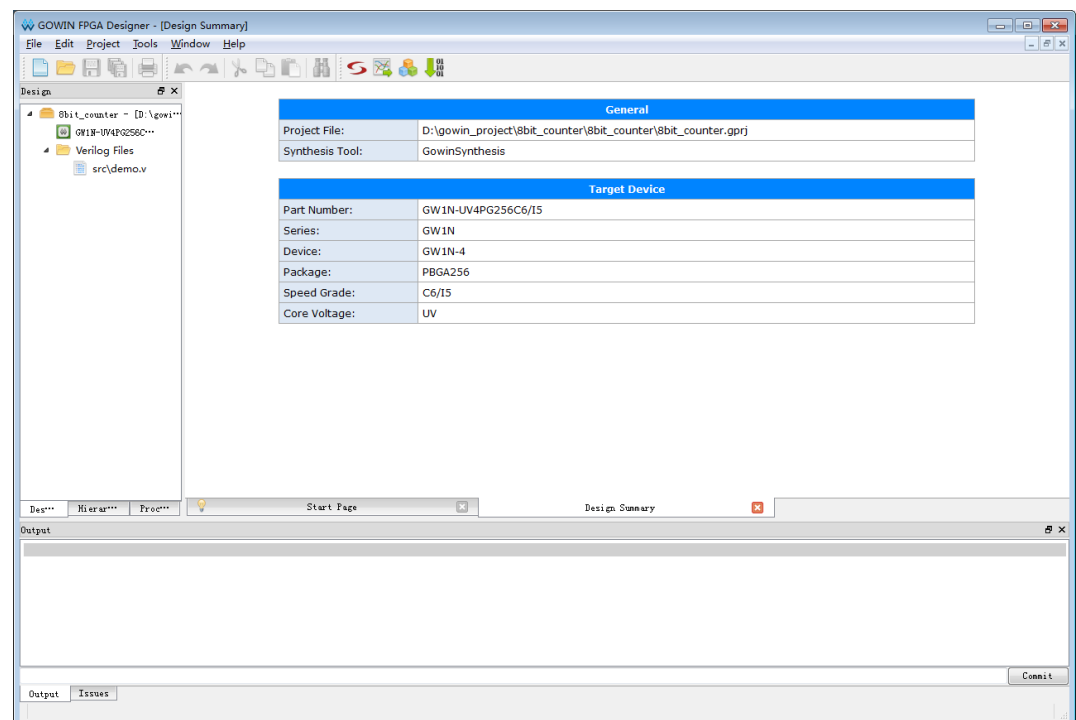 GOWIN FPGA Designer - [Design Summary]
File Edit Project Tools Window Help
Design
8bit_counter - [D:\gowi···
GW1N-UV4PG256C···
Verilog Files
src\demo.v
General
Project File: D:\gowin_project\8bit_counter\8bit_counter\8bit_counter.gprj
Synthesis Tool: GowinSynthesis
Target Device
Part Number: GW1N-UV4PG256C6/I5
Series: GW1N
Device: GW1N-4
Package: PBGA256
Speed Grade: C6/I5
Core Voltage: UV
Des··· Hierar··· Proc··· Start Page Design Summary
Output
Commit
Output Issues